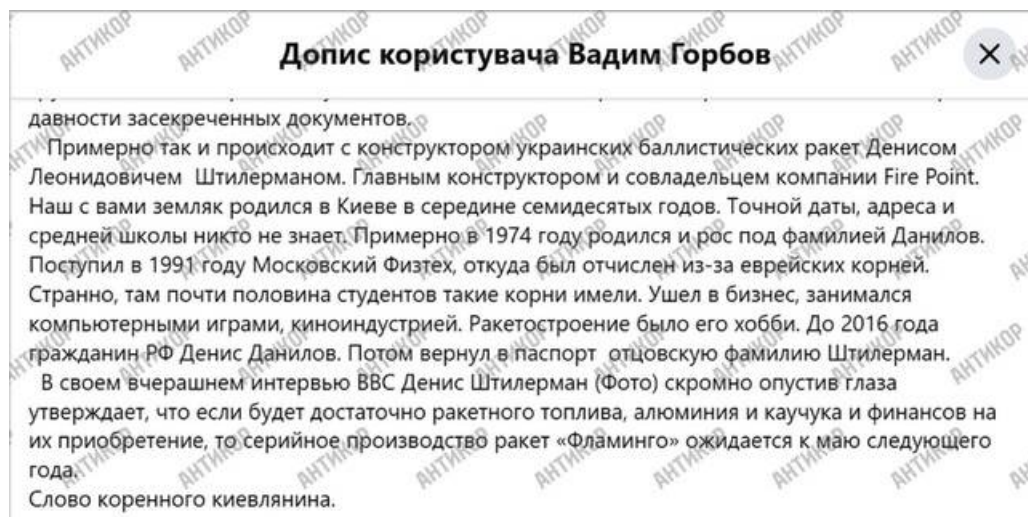 Допис користувача Вадим Горбов
давности засекреченных документов.
Примерно так и происходит с конструктором украинских баллистических ракет Денисом
Леонидовичем Штилерманом. Главным конструктором и совладельцем компании Fire Point.
Наш с вами земляк родился в Киеве в середине семидесятых годов. Точной даты, адреса и
средней школы никто не знает. Примерно в 1974 году родился и рос под фамилией Данилов.
Поступил в 1991 году Московский Физтех, откуда был отчислен из-за еврейских корней.
Странно, там почти половина студентов такие корни имели. Ушел в бизнес, занимался
компьютерными играми, киноиндустрией. Ракетостроение было его хобби. До 2016 года
гражданин РФ Денис Данилов. Потом вернул в паспорт отцовскую фамилию Штилерман.
В своем вчерашнем интервью ВВС Денис Штилерман (Фото) скромно опустив глаза
утверждает, что если будет достаточно ракетного топлива, алюминия и каучука и финансов на
их приобретение, то серийное производство ракет «Фламинго» ожидается к маю следующего
года.
Слово коренного киевлянина.
АНТИКОР